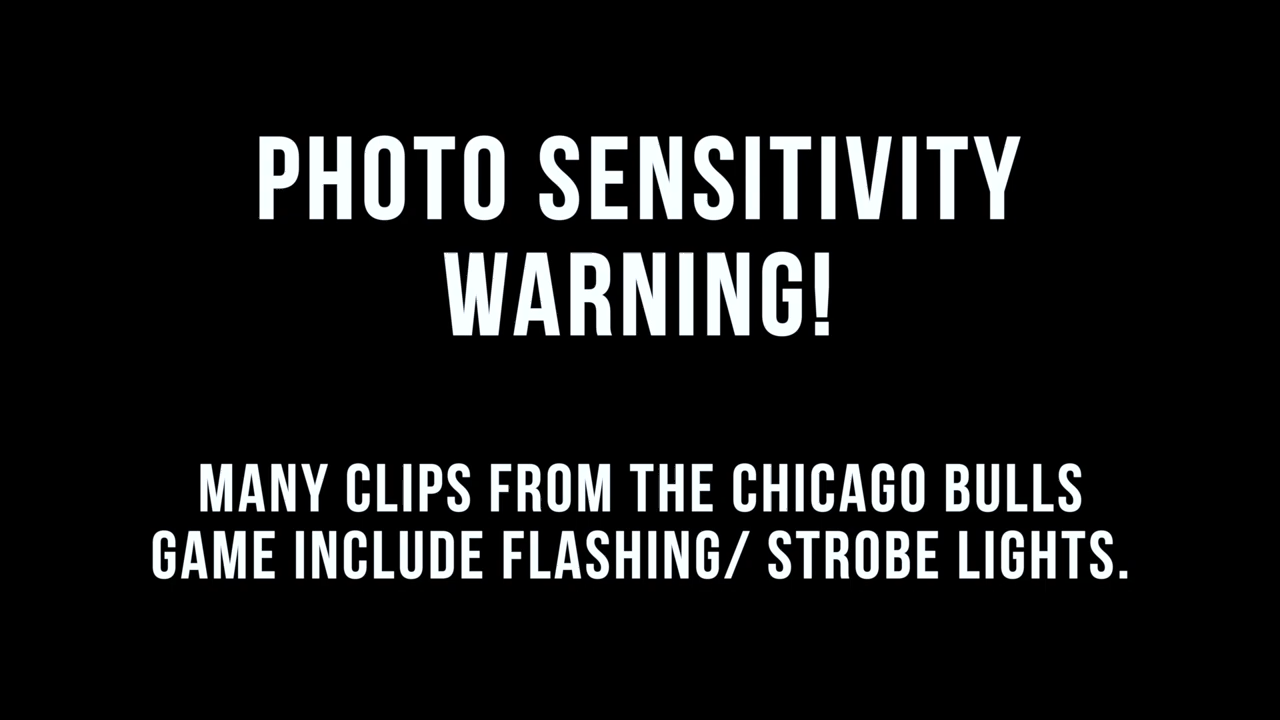 PHOTO SENSITIVITY
WARNING!
MANY CLIPS FROM THE CHICAGO BULLS
GAME INCLUDE FLASHING/ STROBE LIGHTS.